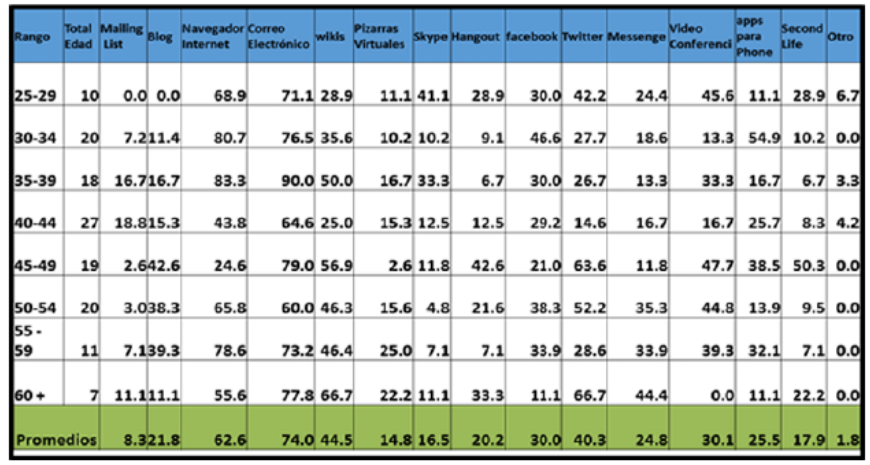 Rango Total Edad Mailing List Blog Navegador Internet Correo Electrónico wikis Pizarras Virtuales Skype Hangout facebook Twitter Messenge Video Conferenci apps para Phone Second Life Otro
25-29 10 0.0 0.0 68.9 71.1 28.9 11.1 41.1 28.9 30.0 42.2 24.4 45.6 11.1 28.9 6.7
30-34 20 7.2 11.4 80.7 76.5 35.6 10.2 10.2 9.1 46.6 27.7 18.6 13.3 54.9 10.2 0.0
35-39 18 16.7 16.7 83.3 90.0 50.0 16.7 33.3 6.7 30.0 26.7 13.3 33.3 16.7 6.7 3.3
40-44 27 18.8 15.3 43.8 64.6 25.0 15.3 12.5 12.5 29.2 14.6 16.7 16.7 25.7 8.3 4.2
45-49 19 2.6 42.6 24.6 79.0 56.9 2.6 11.8 42.6 21.0 63.6 11.8 47.7 38.5 50.3 0.0
50-54 20 3.0 38.3 65.8 60.0 46.3 15.6 4.8 21.6 38.3 52.2 35.3 44.8 13.9 9.5 0.0
55 - 59 11 7.1 39.3 78.6 73.2 46.4 25.0 7.1 7.1 33.9 28.6 33.9 39.3 32.1 7.1 0.0
60 + 7 11.1 11.1 55.6 77.8 66.7 22.2 11.1 33.3 11.1 66.7 44.4 0.0 11.1 22.2 0.0
Promedios 8.3 21.8 62.6 74.0 44.5 14.8 16.5 20.2 30.0 40.3 24.8 30.1 25.5 17.9 1.8